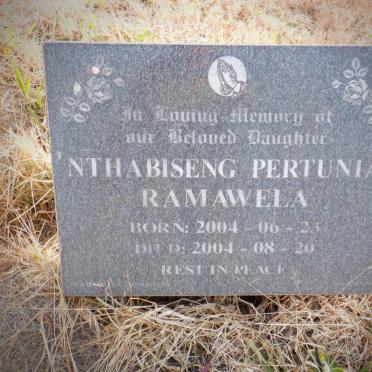 In Loving Memory of
our Beloved Daughter
NTHABISENG PERTUNIA
RAMAWELA
BORN: 2004 - 06 - 23
DIED: 2004 - 08 - 20
REST IN PEACE